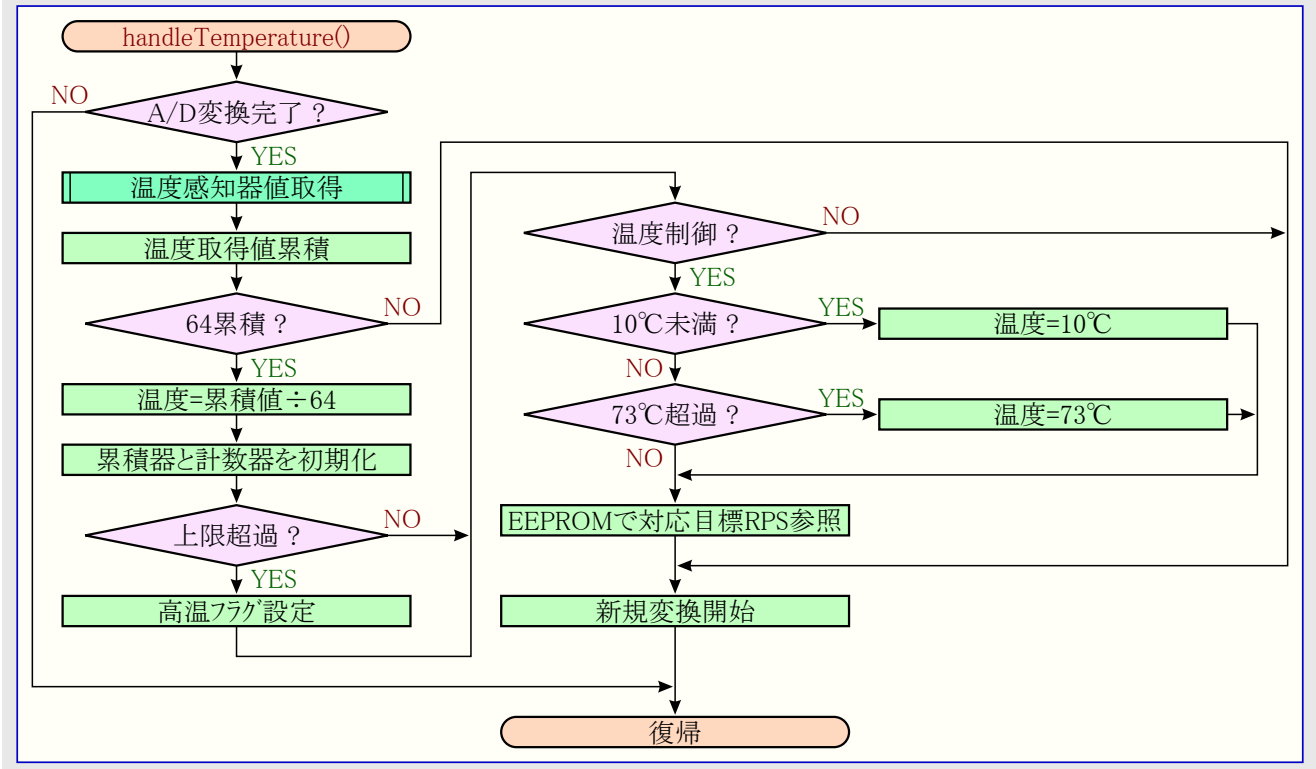 handleTemperature()
NO
A/D変換完了？
YES
温度感知器値取得
温度取得値累積
64累積？
NO
YES
温度=累積値÷64
累積器と計数器を初期化
上限超過？
NO
YES
高温ﾌﾗｸﾞ設定
温度制御？
NO
YES
10℃未満？
YES
温度=10℃
NO
73℃超過？
YES
温度=73℃
NO
EEPROMで対応目標RPS参照
新規変換開始
復帰